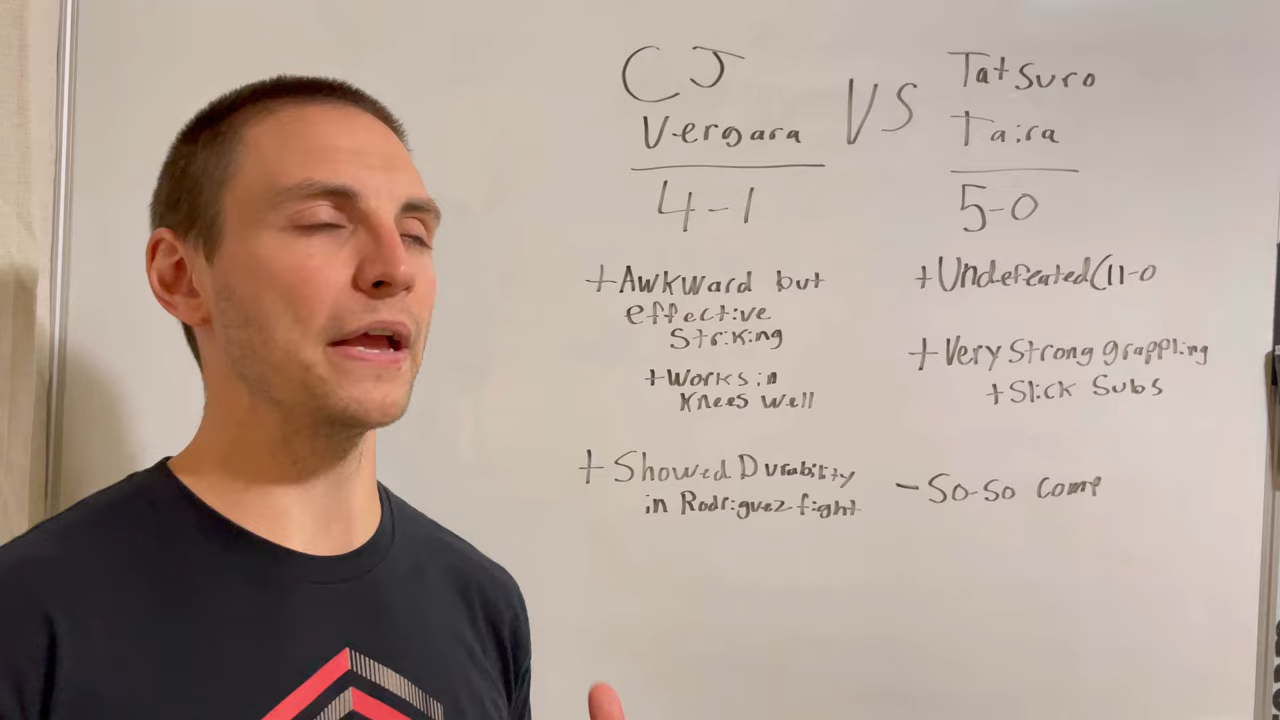 CJ
Vergara
VS
Tatsuro
Taira
4-1
5-0
+Awkward but
effective
Striking
+Works in
Knees well
+Showed Durability
in Rodriguez fight
+Undefeated(11-0
+Very Strong grappling
+Slick Subs
-So-So comp